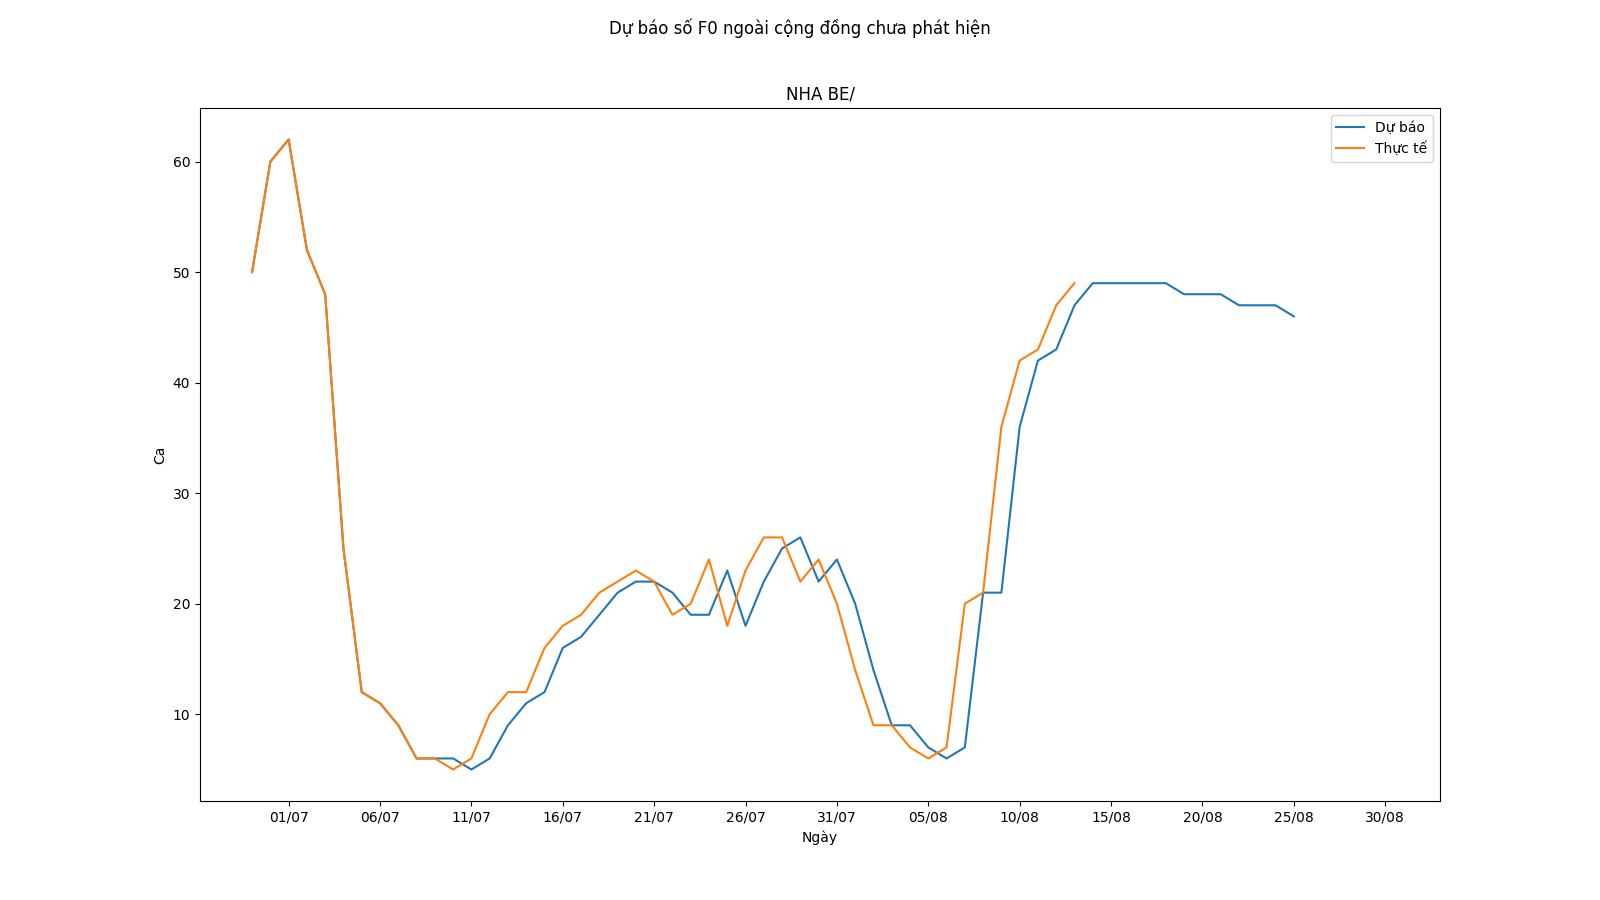 Dự báo số F0 ngoài cộng đồng chưa phát hiện
NHA BE/
Dự báo
Thực tế
60
50
40
30
20
10
Ca
01/07 06/07 11/07 16/07 21/07 26/07 31/07 05/08 10/08 15/08 20/08 25/08 30/08
Ngày